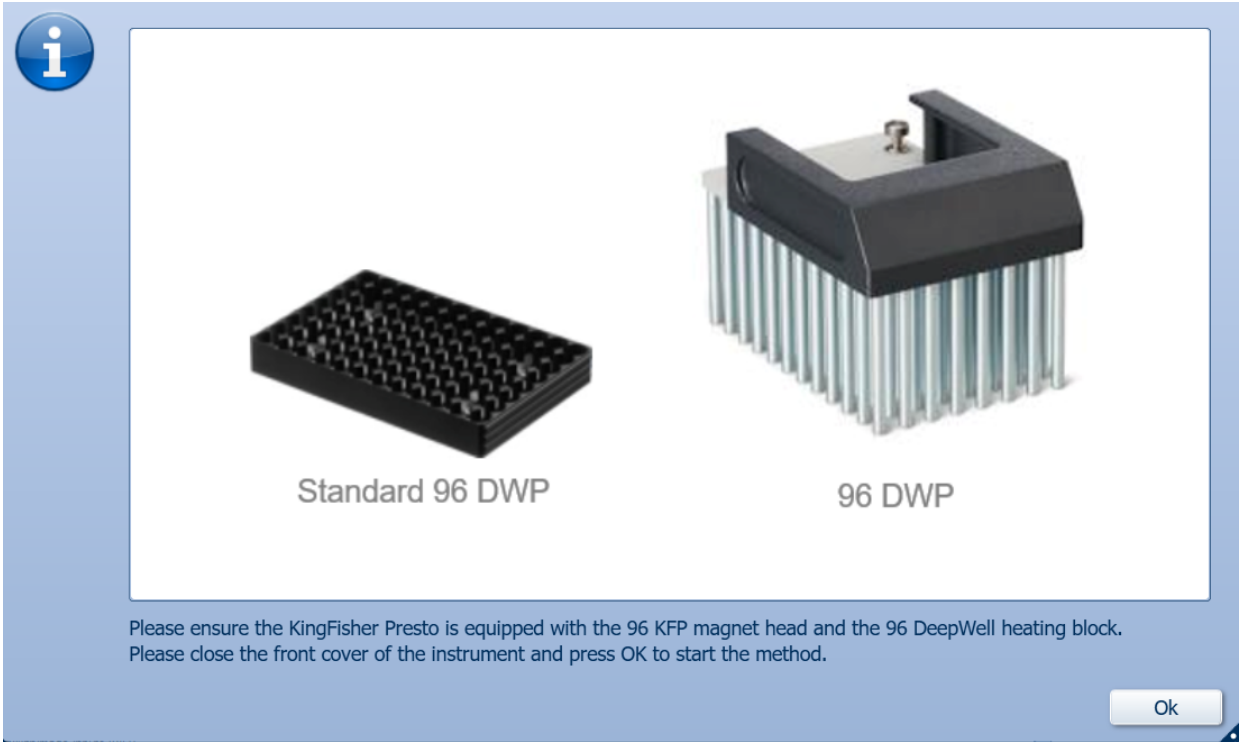 Standard 96 DWP
96 DWP
Please ensure the KingFisher Presto is equipped with the 96 KFP magnet head and the 96 DeepWell heating block.
Please close the front cover of the instrument and press OK to start the method.
Ok